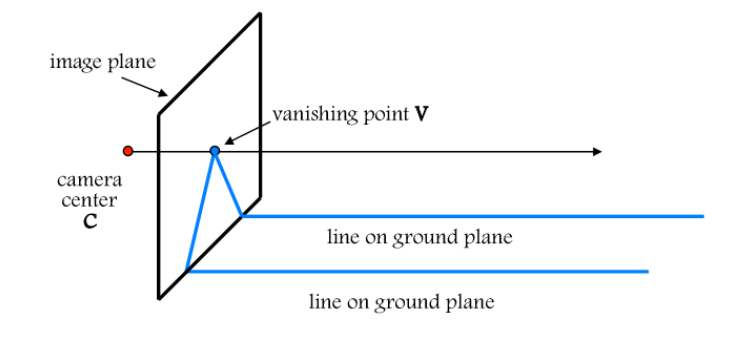 image plane
vanishing point V
camera
center
C
line on ground plane
line on ground plane